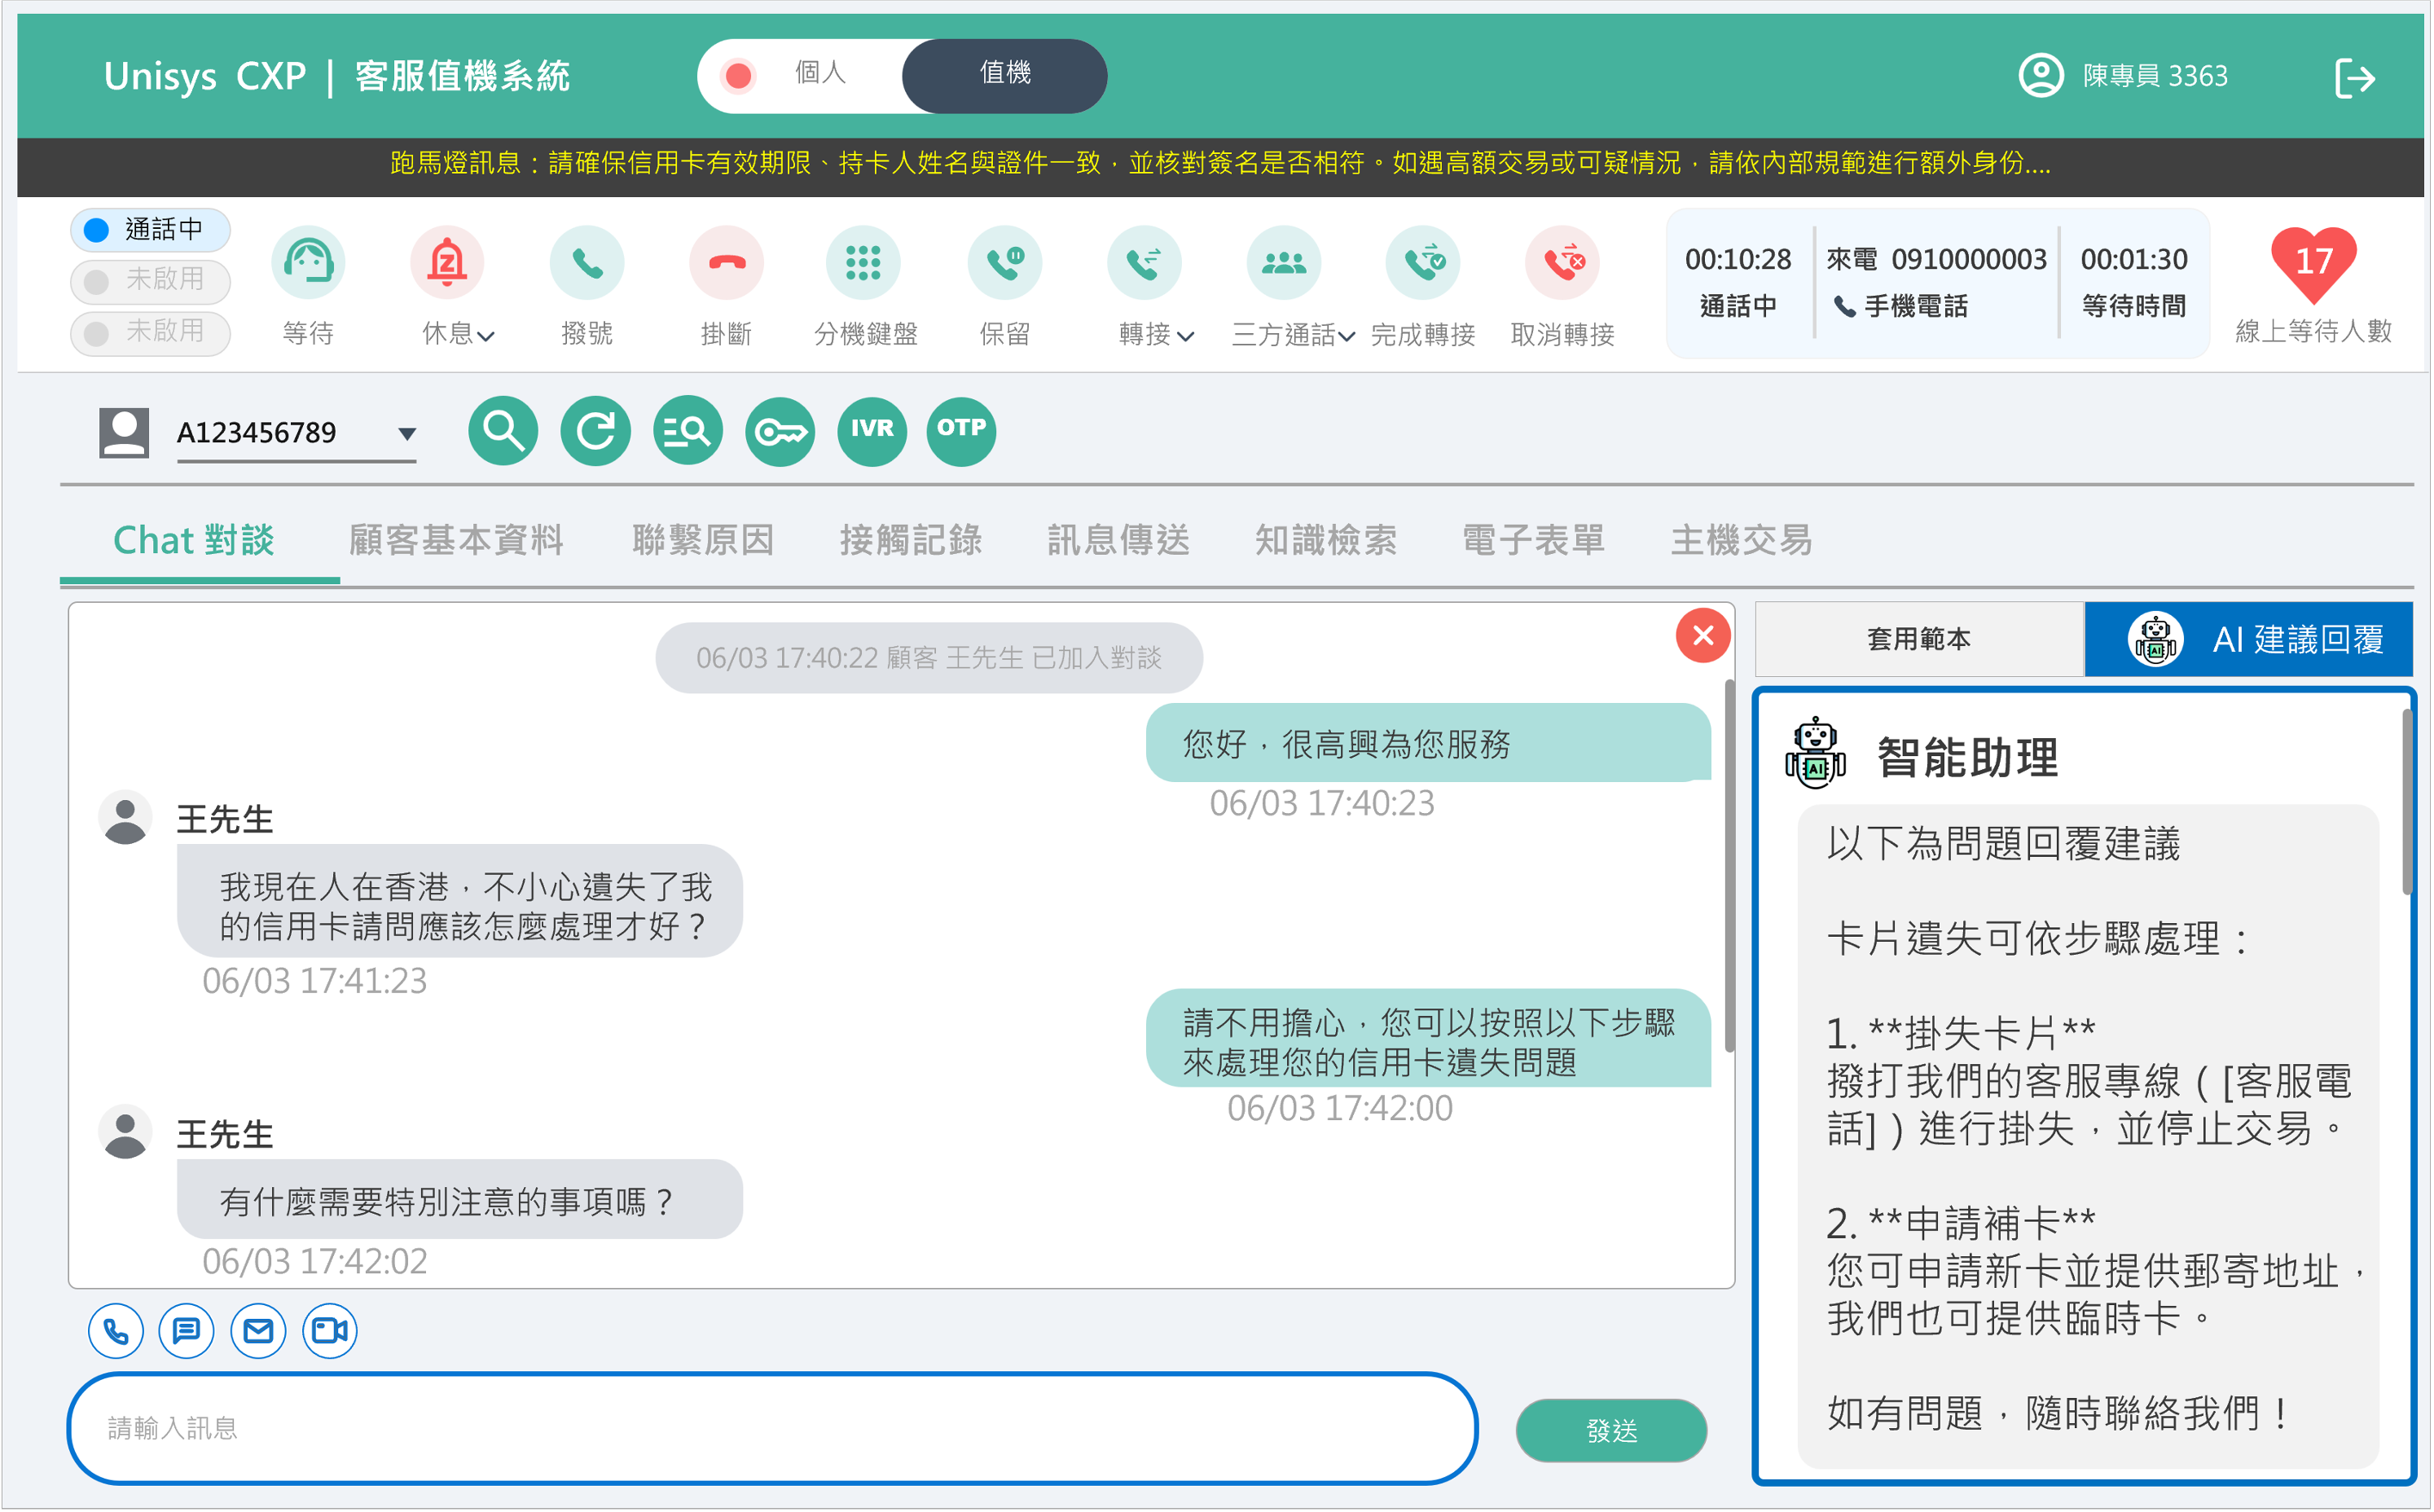 Unisys CXP | 客服值機系統
個人
值機
陳專員 3363
跑馬燈訊息：請確保信用卡有效期限、持卡人姓名與證件一致，並核對簽名是否相符。如遇高額交易或可疑情況，請依內部規範進行額外身份....
通話中
未啟用
未啟用
等待
休息
撥號
掛斷
分機鍵盤
保留
轉接
三方通話
完成轉接
取消轉接
00:10:28
通話中
來電 0910000003
手機電話
00:01:30
等待時間
17
線上等待人數
A123456789
IVR
OTP
Chat 對談
顧客基本資料
聯繫原因
接觸記錄
訊息傳送
知識檢索
電子表單
主機交易
06/03 17:40:22 顧客 王先生 已加入對談
您好，很高興為您服務
06/03 17:40:23
王先生
我現在人在香港，不小心遺失了我
的信用卡請問應該怎麼處理才好？
06/03 17:41:23
請不用擔心，您可以按照以下步驟
來處理您的信用卡遺失問題
06/03 17:42:00
王先生
有什麼需要特別注意的事項嗎？
06/03 17:42:02
請輸入訊息
發送
套用範本
AI
AI 建議回覆
AI
智能助理
以下為問題回覆建議
卡片遺失可依步驟處理：
1. **掛失卡片**
撥打我們的客服專線（[客服電
話]）進行掛失，並停止交易。
2. **申請補卡**
您可申請新卡並提供郵寄地址，
我們也可提供臨時卡。
如有問題，隨時聯絡我們！